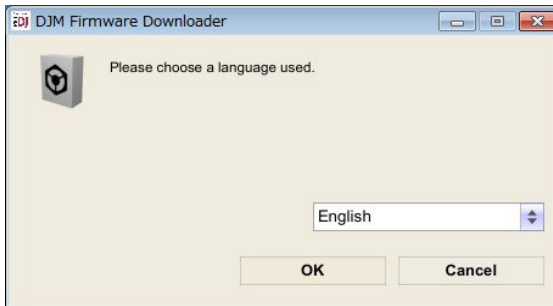 DJM Firmware Downloader
Please choose a language used.
English
OK
Cancel